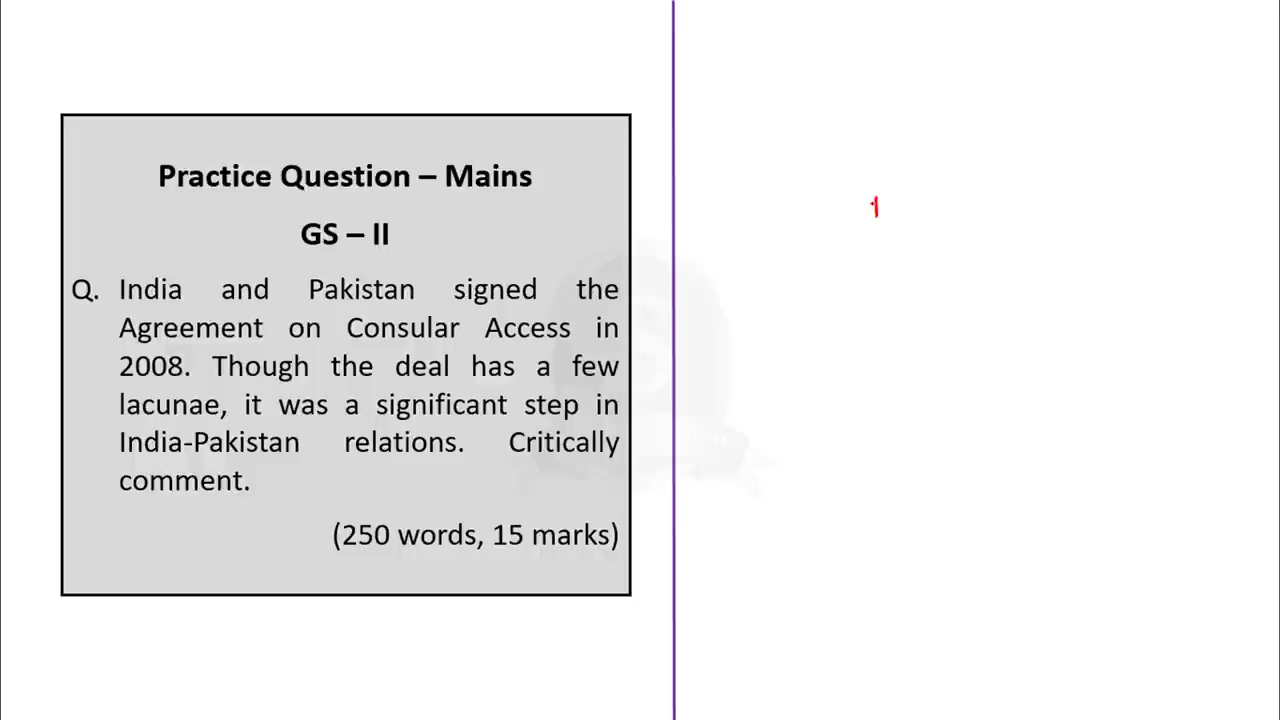 Practice Question – Mains
GS – II
Q. India and Pakistan signed the
Agreement on Consular Access in
2008. Though the deal has a few
lacunae, it was a significant step in
India-Pakistan relations. Critically
comment.
(250 words, 15 marks)